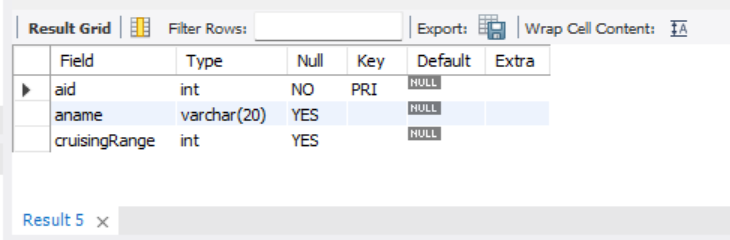 Result Grid Filter Rows: Export: Wrap Cell Content: IA
Field Type Null Key Default Extra
aid int NO PRI NULL
aname varchar(20) YES NULL
cruisingRange int YES NULL
Result 5 ×